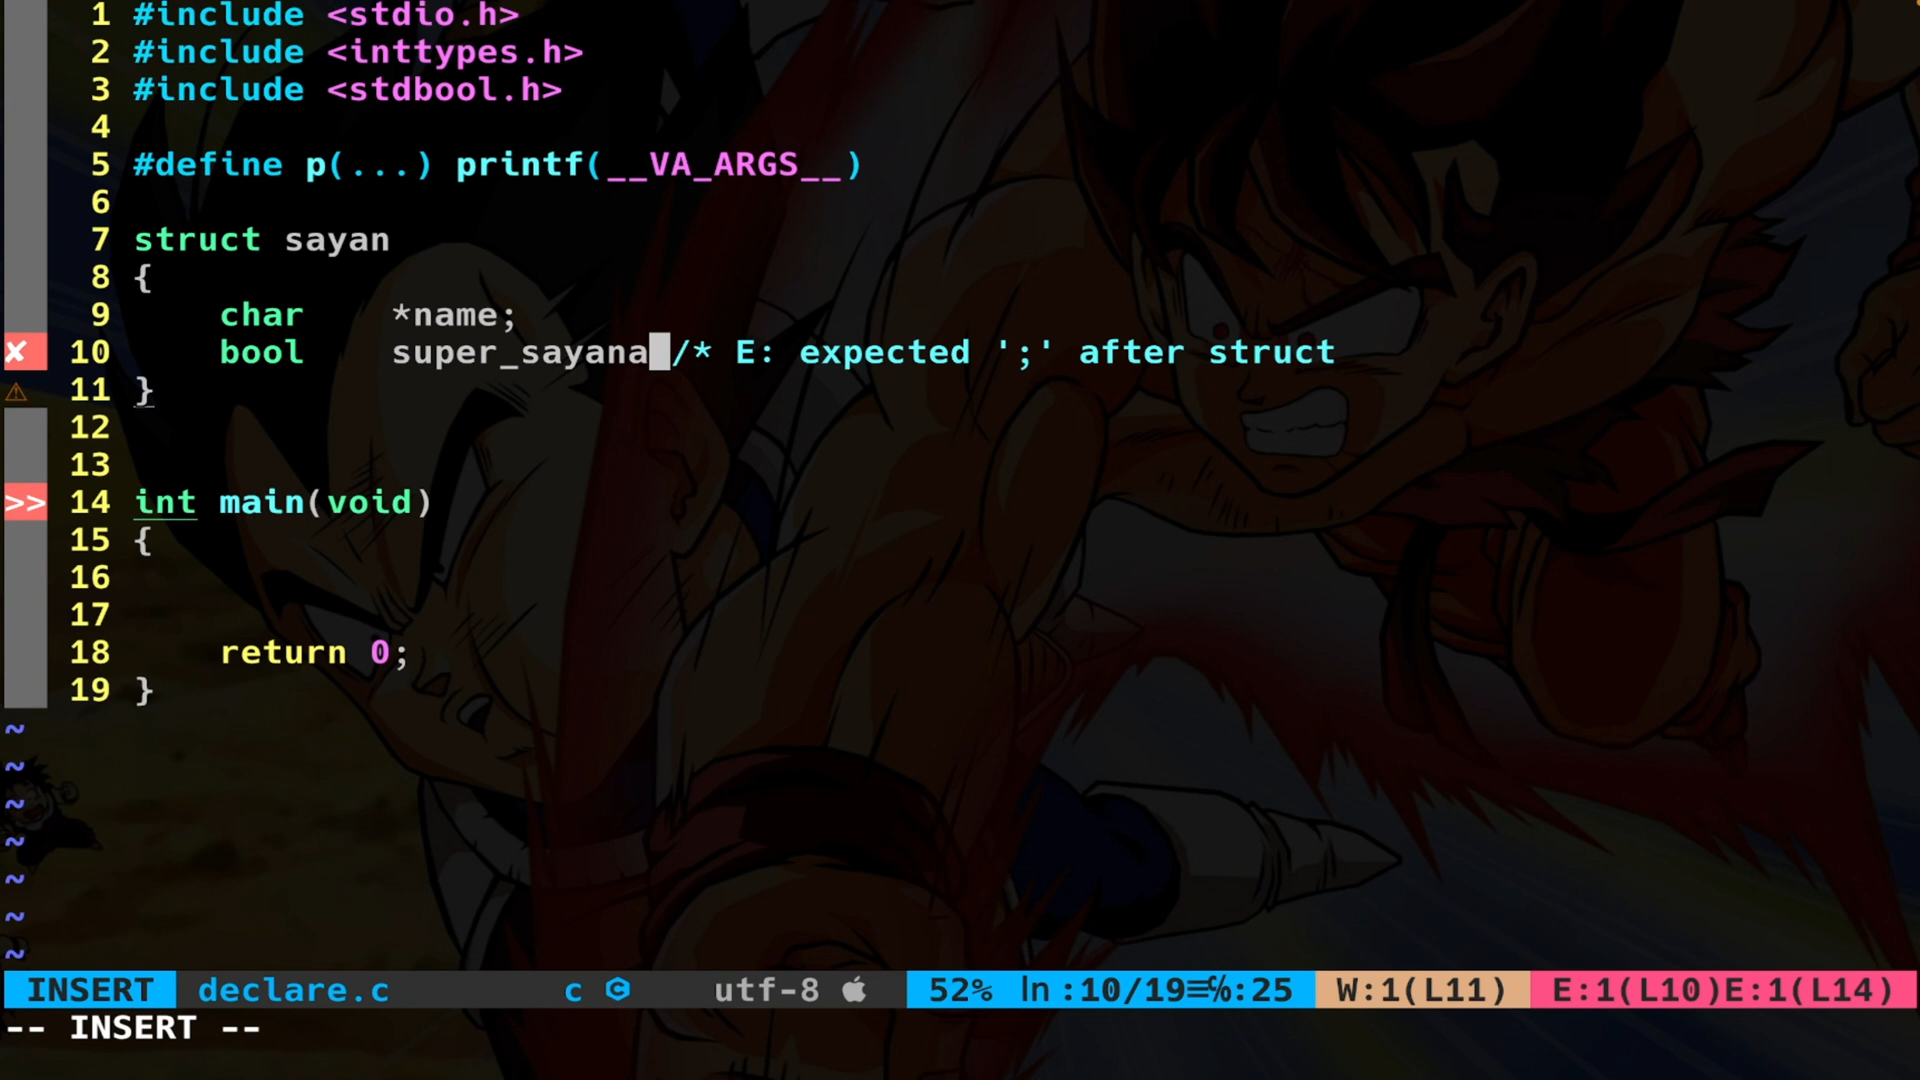 1 #include <stdio.h>
2 #include <inttypes.h>
3 #include <stdbool.h>
4
5 #define p(...) printf(__VA_ARGS__)
6
7 struct sayan
8 {
9     char    *name;
✘ 10     bool    super_sayana /* E: expected ';' after struct
⚠ 11 }
12
13
>> 14 int main(void)
15 {
16
17
18     return 0;
19 }
~
~
~
~
~
~
~
INSERT declare.c c utf-8 52% ln :10/19≡℅:25 W:1(L11) E:1(L10)E:1(L14)
-- INSERT --